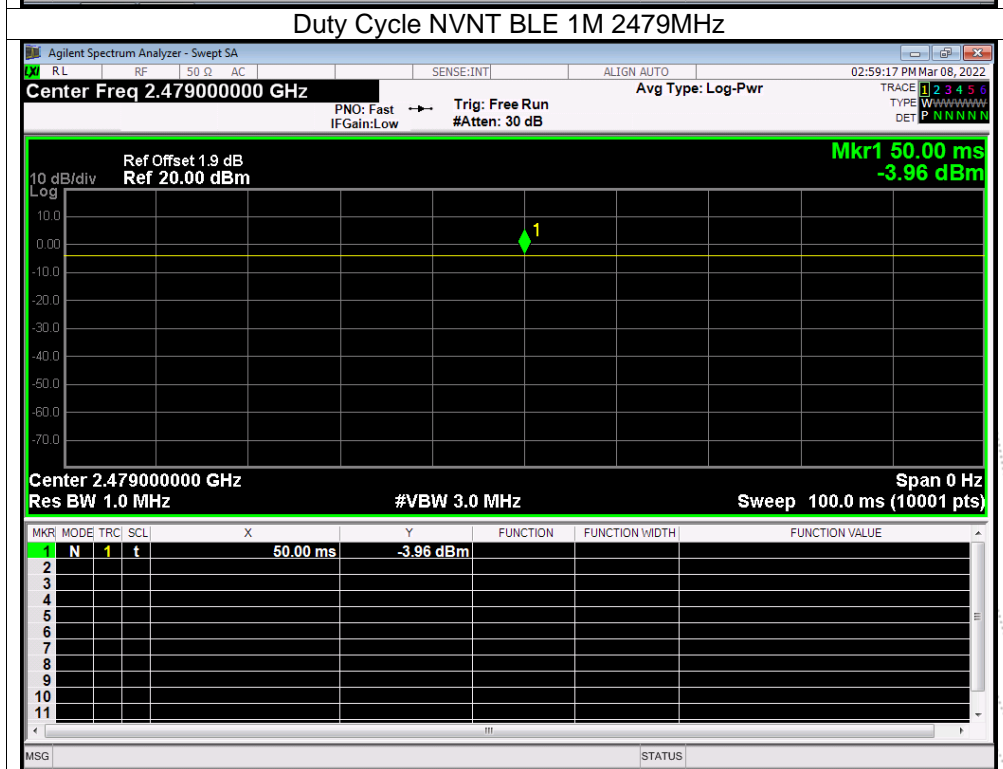 Duty Cycle NVNT BLE 1M 2479MHz
Agilent Spectrum Analyzer - Swept SA
LXI RL RF 50 Ω AC SENSE:INT ALIGN AUTO 02:59:17 PM Mar 08, 2022
Center Freq 2.479000000 GHz Avg Type: Log-Pwr TRACE 1 2 3 4 5 6
PNO: Fast Trig: Free Run TYPE WWWWWW
IFGain:Low #Atten: 30 dB DET P N N N N N
Ref Offset 1.9 dB Mkr1 50.00 ms
10 dB/div Ref 20.00 dBm -3.96 dBm
Log
10.0
1
0.00
-10.0
-20.0
-30.0
-40.0
-50.0
-60.0
-70.0
Center 2.479000000 GHz Span 0 Hz
Res BW 1.0 MHz #VBW 3.0 MHz Sweep 100.0 ms (10001 pts)
MKR MODE TRC SCL X Y FUNCTION FUNCTION WIDTH FUNCTION VALUE
1 N 1 t 50.00 ms -3.96 dBm
2
3
4
5
6
7
8
9
10
11
MSG STATUS